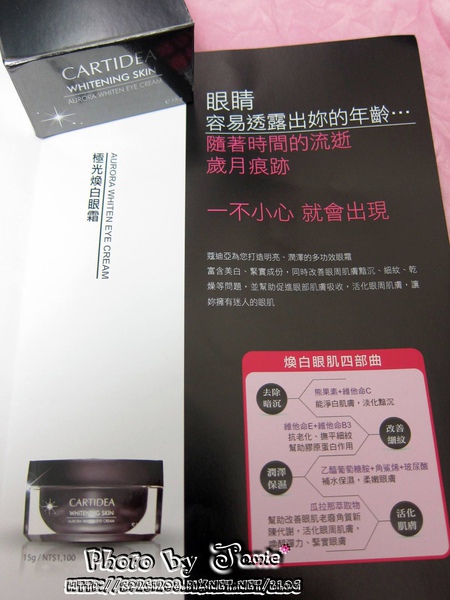 CARTIDEA
WHITENING SKIN
AURORA WHITEN EYE CREAM
極光煥白眼霜
AURORA WHITEN EYE CREAM
CARTIDEA
WHITENING SKIN
AURORA WHITEN EYE CREAM
15g / NT$1,100
眼睛
容易透露出妳的年齡…
隨著時間的流逝
歲月痕跡
一不小心 就會出現
蔻迪亞為您打造明亮、潤澤的多功效眼霜
富含美白、緊實成份，同時改善眼周肌膚黯沉、細紋、乾
燥等問題，並幫助促進眼部肌膚吸收，活化眼周肌膚，讓
妳擁有迷人的眼肌
煥白眼肌四部曲
去除
暗沉
熊果素+維他命C
能淨白肌膚，淡化黯沉
維他命E+維他命B3
抗老化、撫平細紋
幫助膠原蛋白作用
改善
細紋
潤澤
保濕
乙醯葡萄糖胺+角鯊烯+玻尿酸
補水保濕，柔嫩眼膚
瓜拉那萃取物
幫助改善眼肌老廢角質新
陳代謝，活化眼周肌膚，
緊實眼膚
活化
肌膚
Photo by